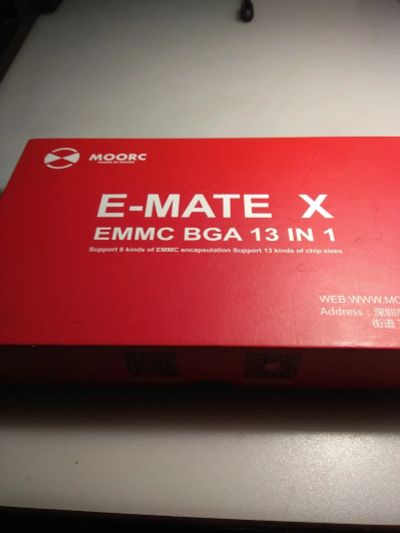 MOORC
E-MATE X
EMMC BGA 13 IN 1
Support 8 kinds of EMMC encapsulation Support 13 kinds of chip sizes
WEB:WWW.MO
Address：深圳
街道